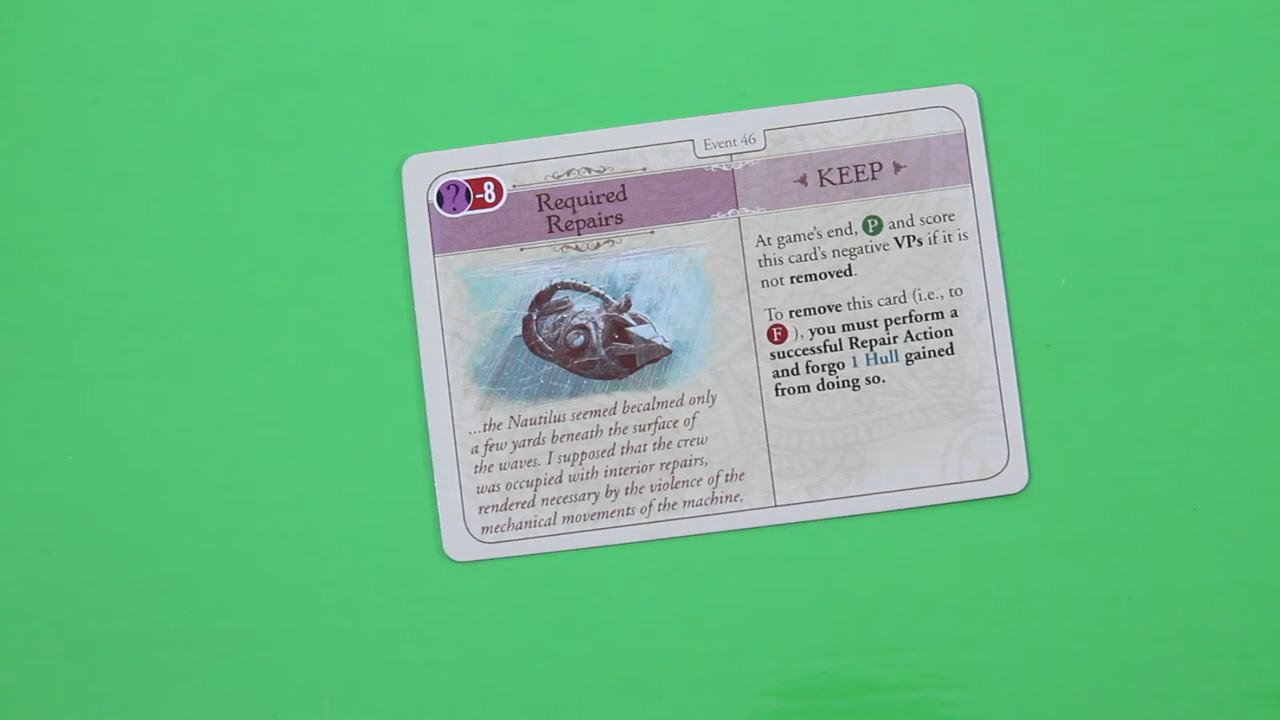 Event 46
? -8
Required
Repairs
...the Nautilus seemed becalmed only
a few yards beneath the surface of
the waves. I supposed that the crew
was occupied with interior repairs,
rendered necessary by the violence of the
mechanical movements of the machine.
KEEP
At game's end, P and score
this card's negative VPs if it is
not removed.
To remove this card (i.e., to
F ), you must perform a
successful Repair Action
and forgo 1 Hull gained
from doing so.